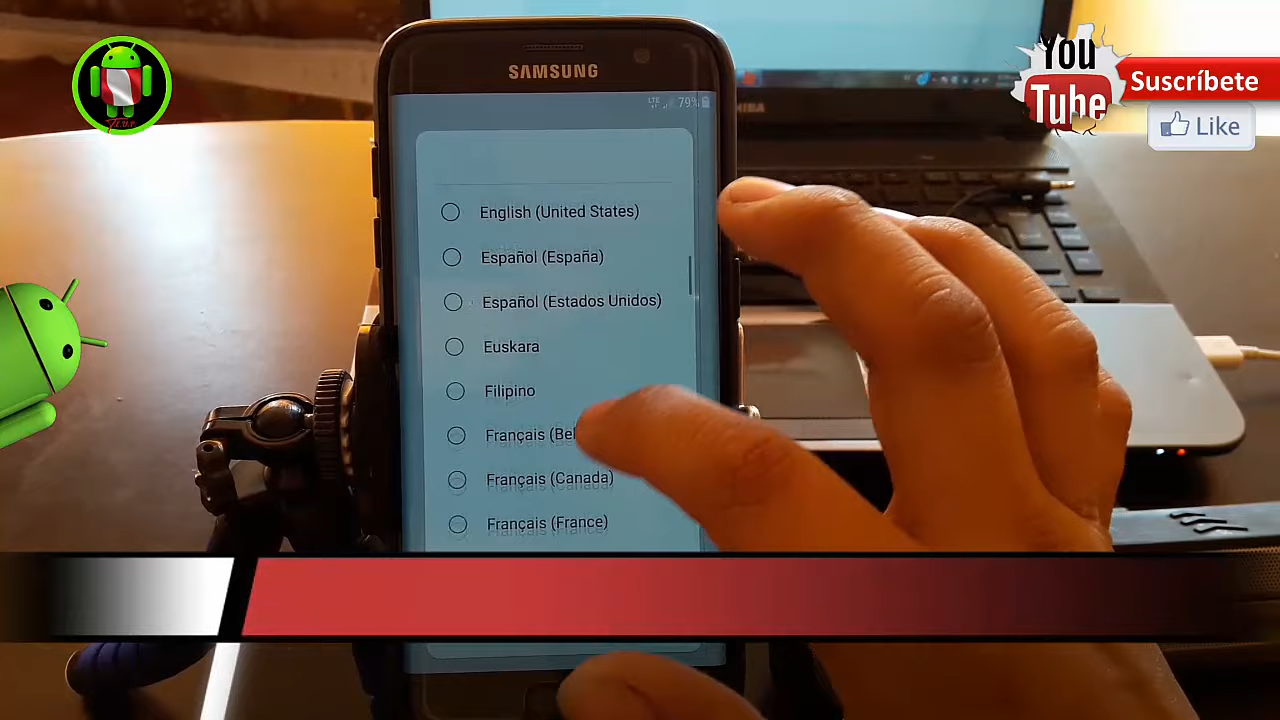 SAMSUNG
LTE
79%
English (United States)
Español (España)
Español (Estados Unidos)
Euskara
Filipino
Français (Bel
Français (Canada)
Français (France)
You
Tube
Suscríbete
Like